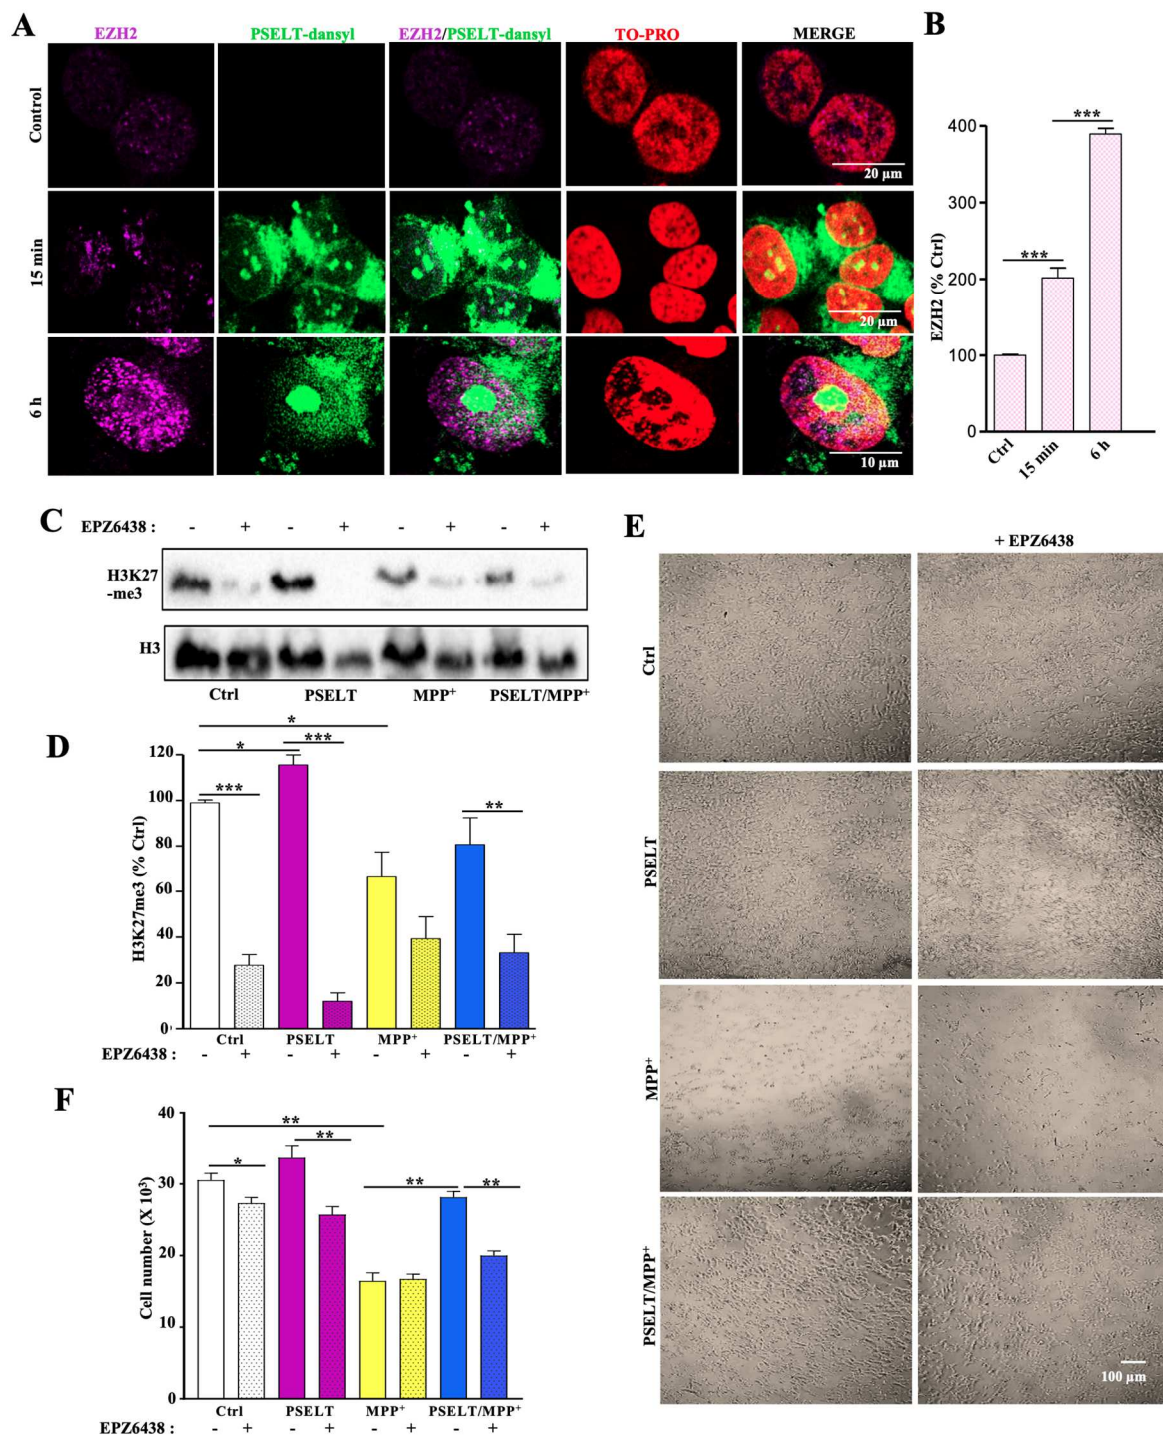 A
EZH2 PSELT-dansyl EZH2/PSELT-dansyl TO-PRO MERGE
Control
20 µm
15 min
20 µm
6 h
10 µm
B
***
***
EZH2 (% Ctrl)
400
300
200
100
0
Ctrl 15 min 6 h
C
EPZ6438 : - + - + - + - +
H3K27
-me3
H3
Ctrl PSELT MPP⁺ PSELT/MPP⁺
D
*
* ***
*** **
H3K27me3 (% Ctrl)
120
100
80
60
40
20
0
Ctrl PSELT MPP⁺ PSELT/MPP⁺
EPZ6438 : - + - + - + - +
E
+ EPZ6438
Ctrl
PSELT
MPP⁺
PSELT/MPP⁺
100 µm
F
**
* ** ** **
Cell number (X 10³)
40
30
20
10
0
Ctrl PSELT MPP⁺ PSELT/MPP⁺
EPZ6438 : - + - + - + - +